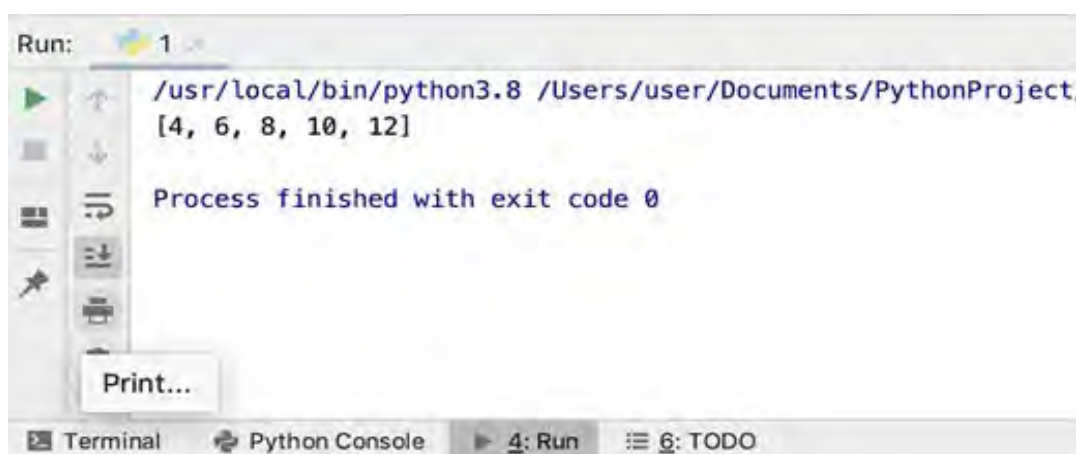 Run: 1
/usr/local/bin/python3.8 /Users/user/Documents/PythonProject/
[4, 6, 8, 10, 12]
Process finished with exit code 0
Print...
Terminal Python Console 4: Run 6: TODO